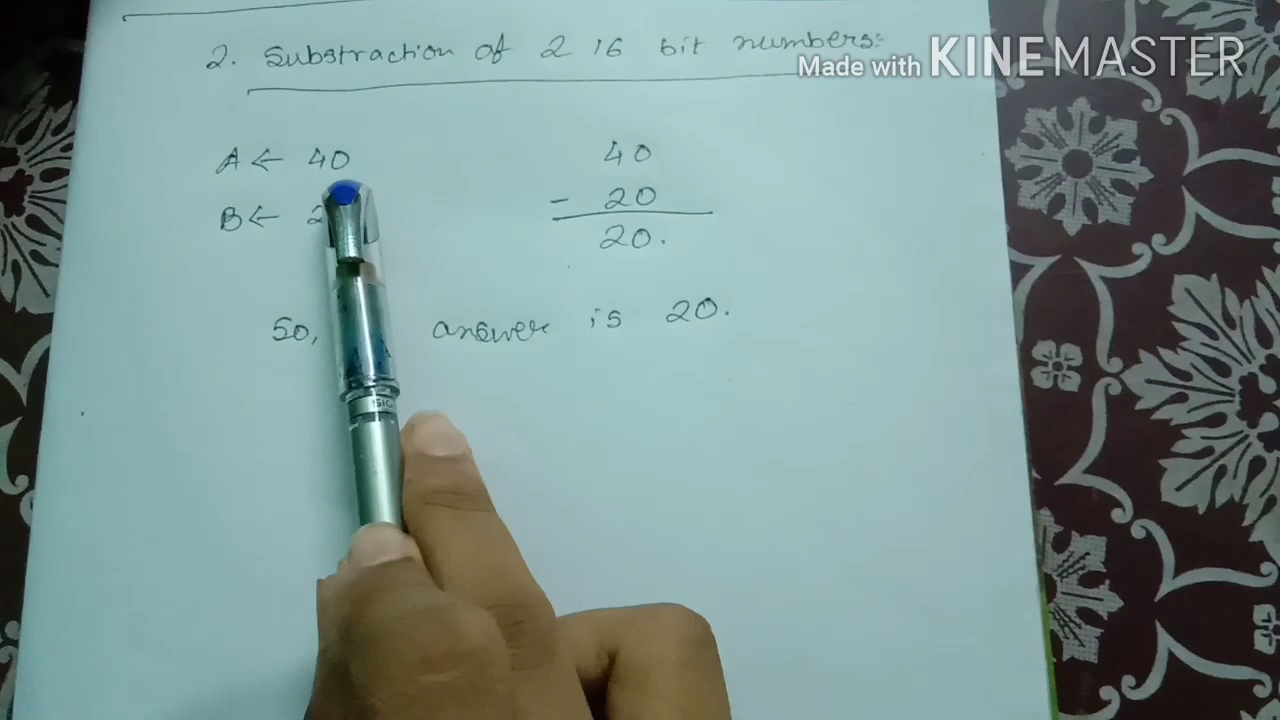 2. Substraction of 2 16 bit numbers:
Made with KINEMASTER
A ← 40
B ←
40
- 20
20.
So, answer is 20.